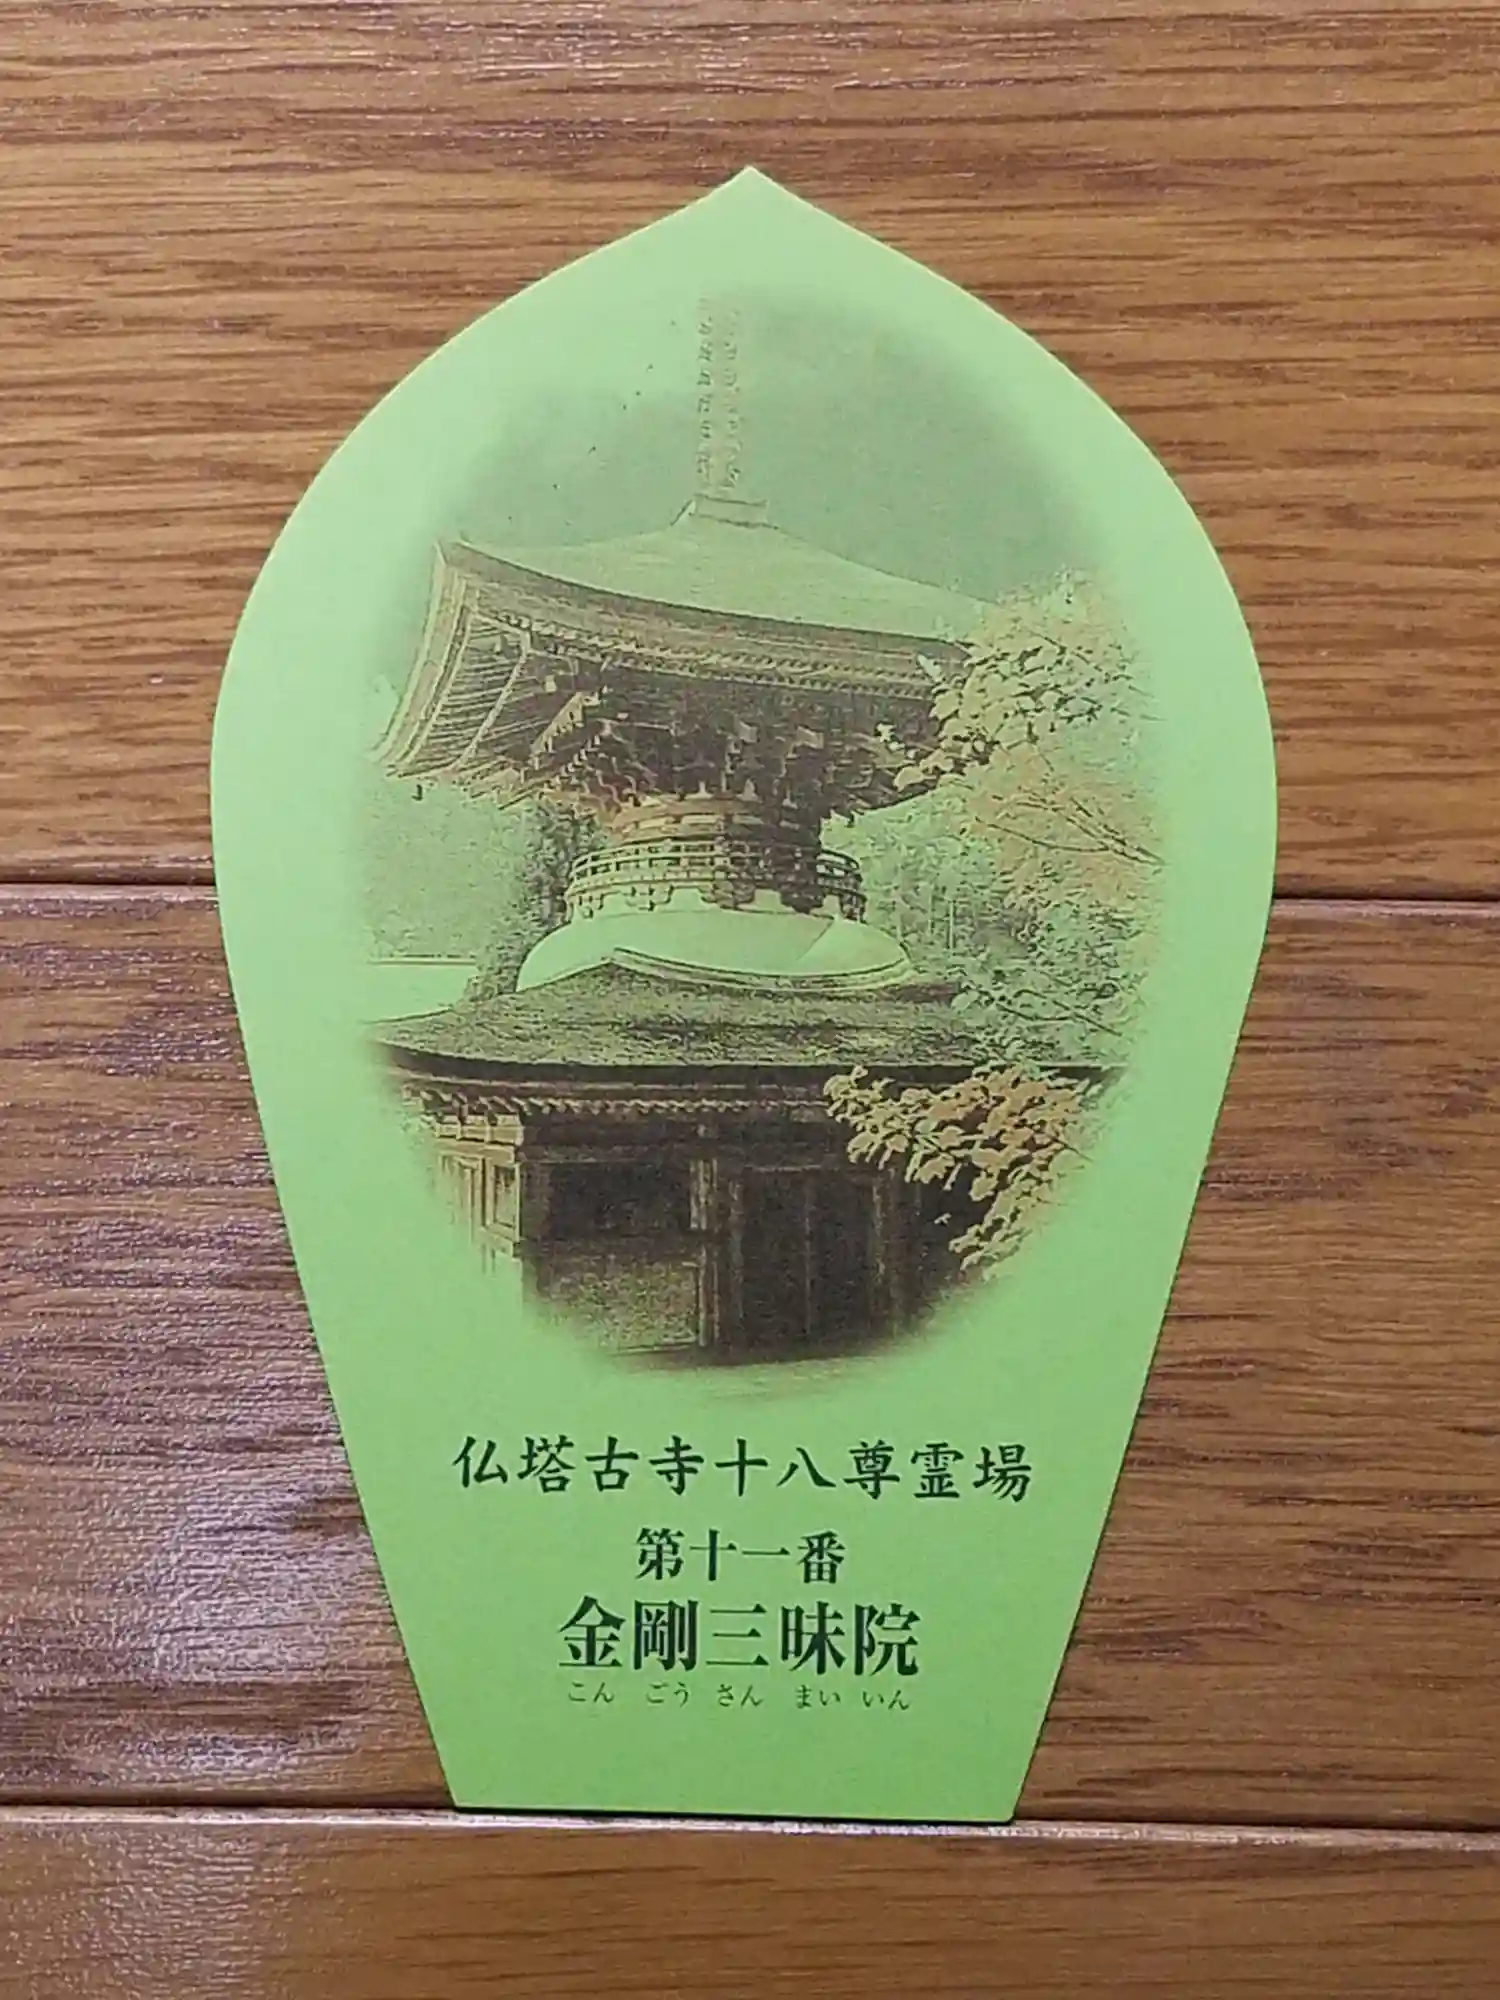 仏塔古寺十八尊霊場
第十一番
金剛三昧院
こん ごう さん まい いん